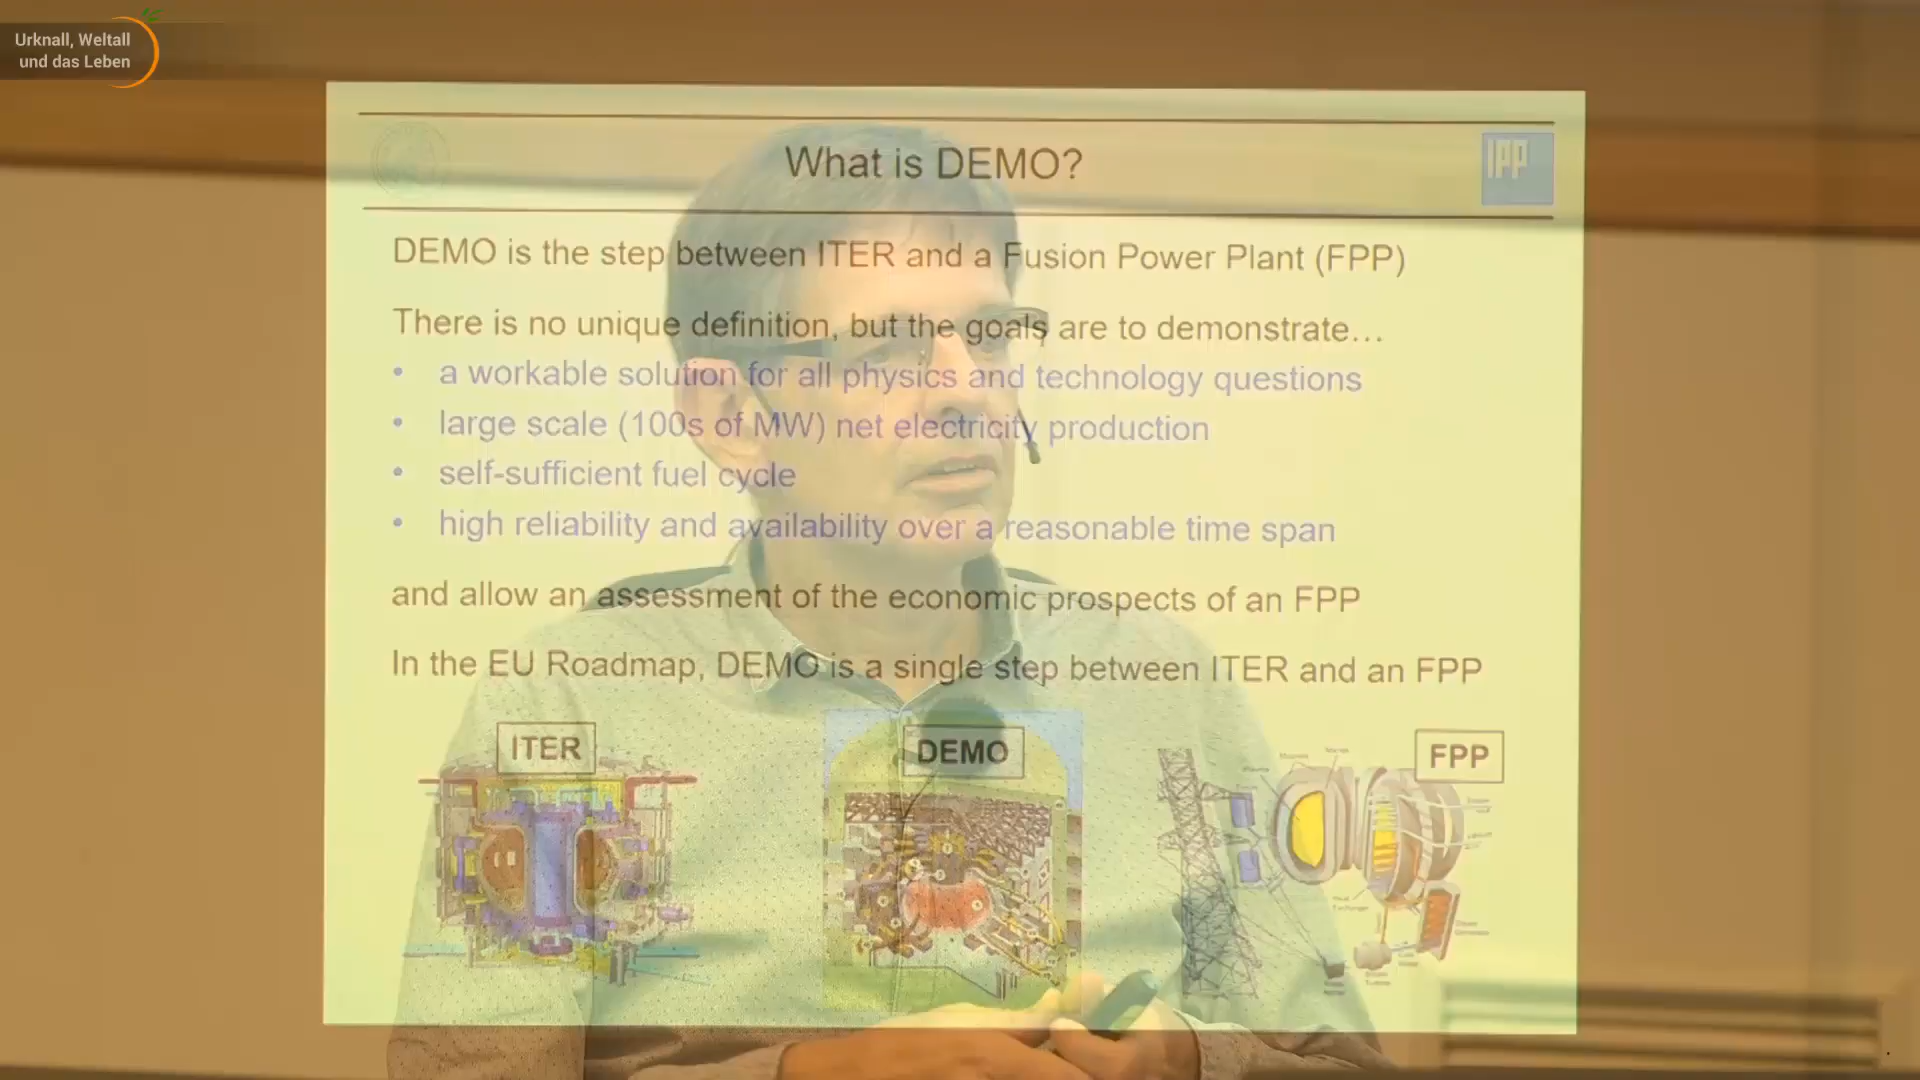 Urknall, Weltall
und das Leben
What is DEMO?
IPP
DEMO is the step between ITER and a Fusion Power Plant (FPP)
There is no unique definition, but the goals are to demonstrate…
• a workable solution for all physics and technology questions
• large scale (100s of MW) net electricity production
• self-sufficient fuel cycle
• high reliability and availability over a reasonable time span
and allow an assessment of the economic prospects of an FPP
In the EU Roadmap, DEMO is a single step between ITER and an FPP
ITER
DEMO
FPP